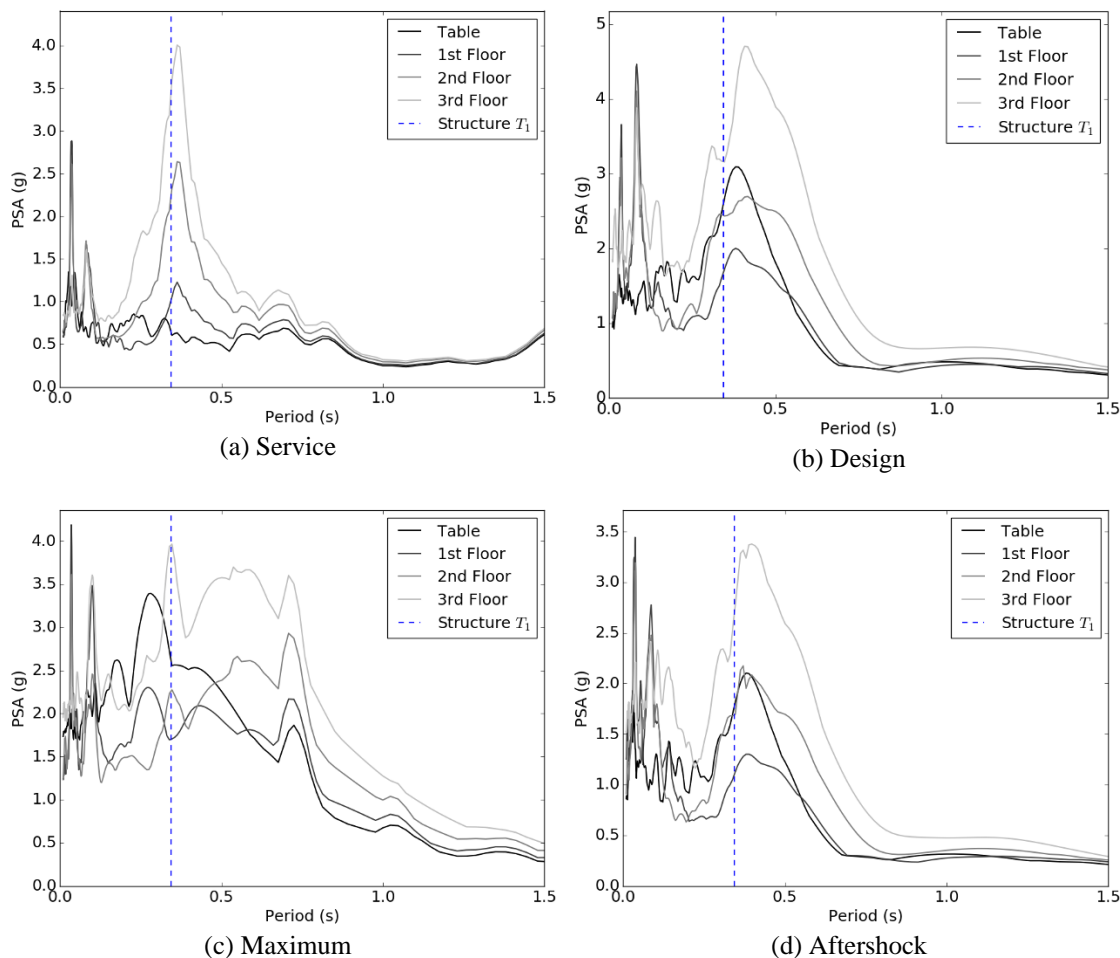 4.0
3.5
3.0
2.5
2.0
1.5
1.0
0.5
0.0
PSA (g)
0.0 0.5 1.0 1.5
Period (s)
Table
1st Floor
2nd Floor
3rd Floor
Structure T₁
(a) Service
5
4
3
2
1
0
PSA (g)
0.0 0.5 1.0 1.5
Period (s)
Table
1st Floor
2nd Floor
3rd Floor
Structure T₁
(b) Design
4.0
3.5
3.0
2.5
2.0
1.5
1.0
0.5
0.0
PSA (g)
0.0 0.5 1.0 1.5
Period (s)
Table
1st Floor
2nd Floor
3rd Floor
Structure T₁
(c) Maximum
3.5
3.0
2.5
2.0
1.5
1.0
0.5
0.0
PSA (g)
0.0 0.5 1.0 1.5
Period (s)
Table
1st Floor
2nd Floor
3rd Floor
Structure T₁
(d) Aftershock